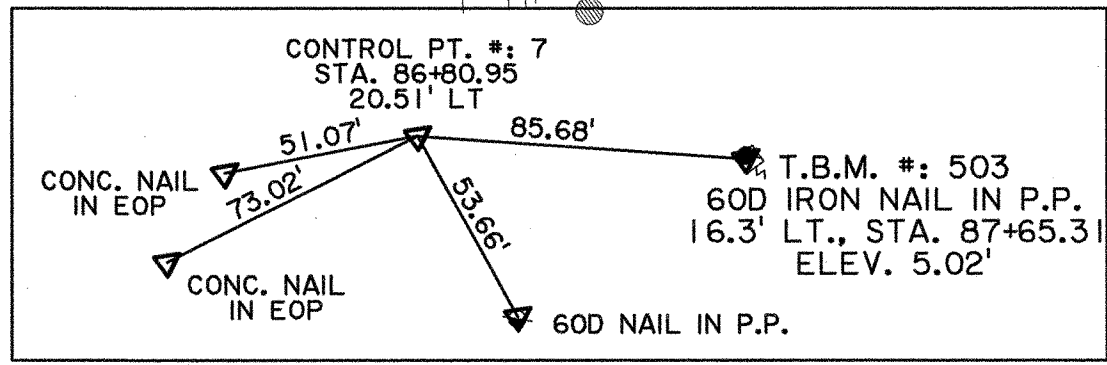 CONTROL PT. #: 7
STA. 86+80.95
20.51' LT
51.07'
85.68'
73.02'
53.66'
CONC. NAIL
IN EOP
CONC. NAIL
IN EOP
60D NAIL IN P.P.
T.B.M. #: 503
60D IRON NAIL IN P.P.
16.3' LT., STA. 87+65.31
ELEV. 5.02'